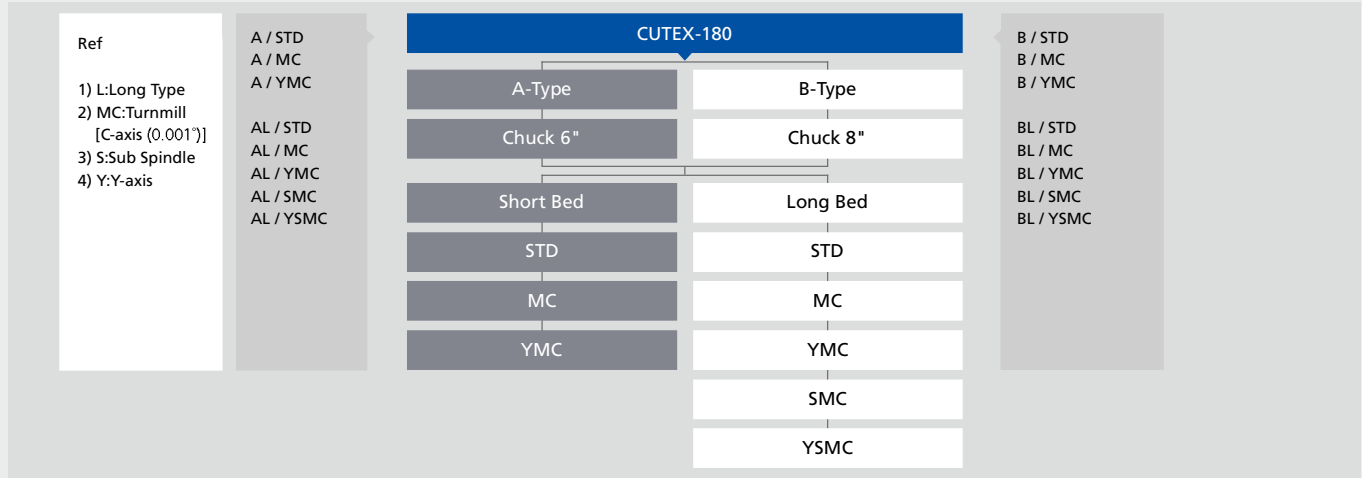 Ref
1) L:Long Type
2) MC:Turnmill
[C-axis (0.001°)]
3) S:Sub Spindle
4) Y:Y-axis
A / STD
A / MC
A / YMC
AL / STD
AL / MC
AL / YMC
AL / SMC
AL / YSMC
CUTEX-180
A-Type
B-Type
Chuck 6"
Chuck 8"
Short Bed
Long Bed
STD
STD
MC
MC
YMC
YMC
SMC
YSMC
B / STD
B / MC
B / YMC
BL / STD
BL / MC
BL / YMC
BL / SMC
BL / YSMC